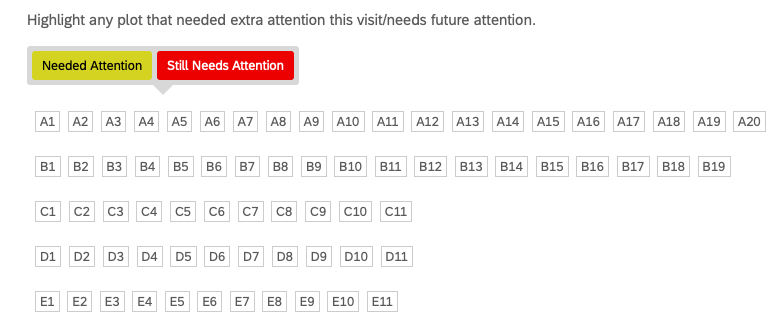 Highlight any plot that needed extra attention this visit/needs future attention.
Needed Attention Still Needs Attention
A1 A2 A3 A4 A5 A6 A7 A8 A9 A10 A11 A12 A13 A14 A15 A16 A17 A18 A19 A20
B1 B2 B3 B4 B5 B6 B7 B8 B9 B10 B11 B12 B13 B14 B15 B16 B17 B18 B19
C1 C2 C3 C4 C5 C6 C7 C8 C9 C10 C11
D1 D2 D3 D4 D5 D6 D7 D8 D9 D10 D11
E1 E2 E3 E4 E5 E6 E7 E8 E9 E10 E11